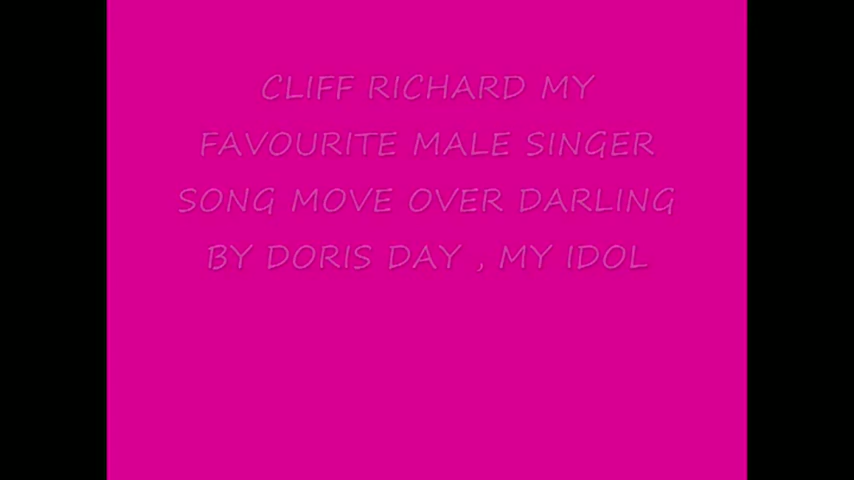 CLIFF RICHARD MY
FAVOURITE MALE SINGER
SONG MOVE OVER DARLING
BY DORIS DAY , MY IDOL